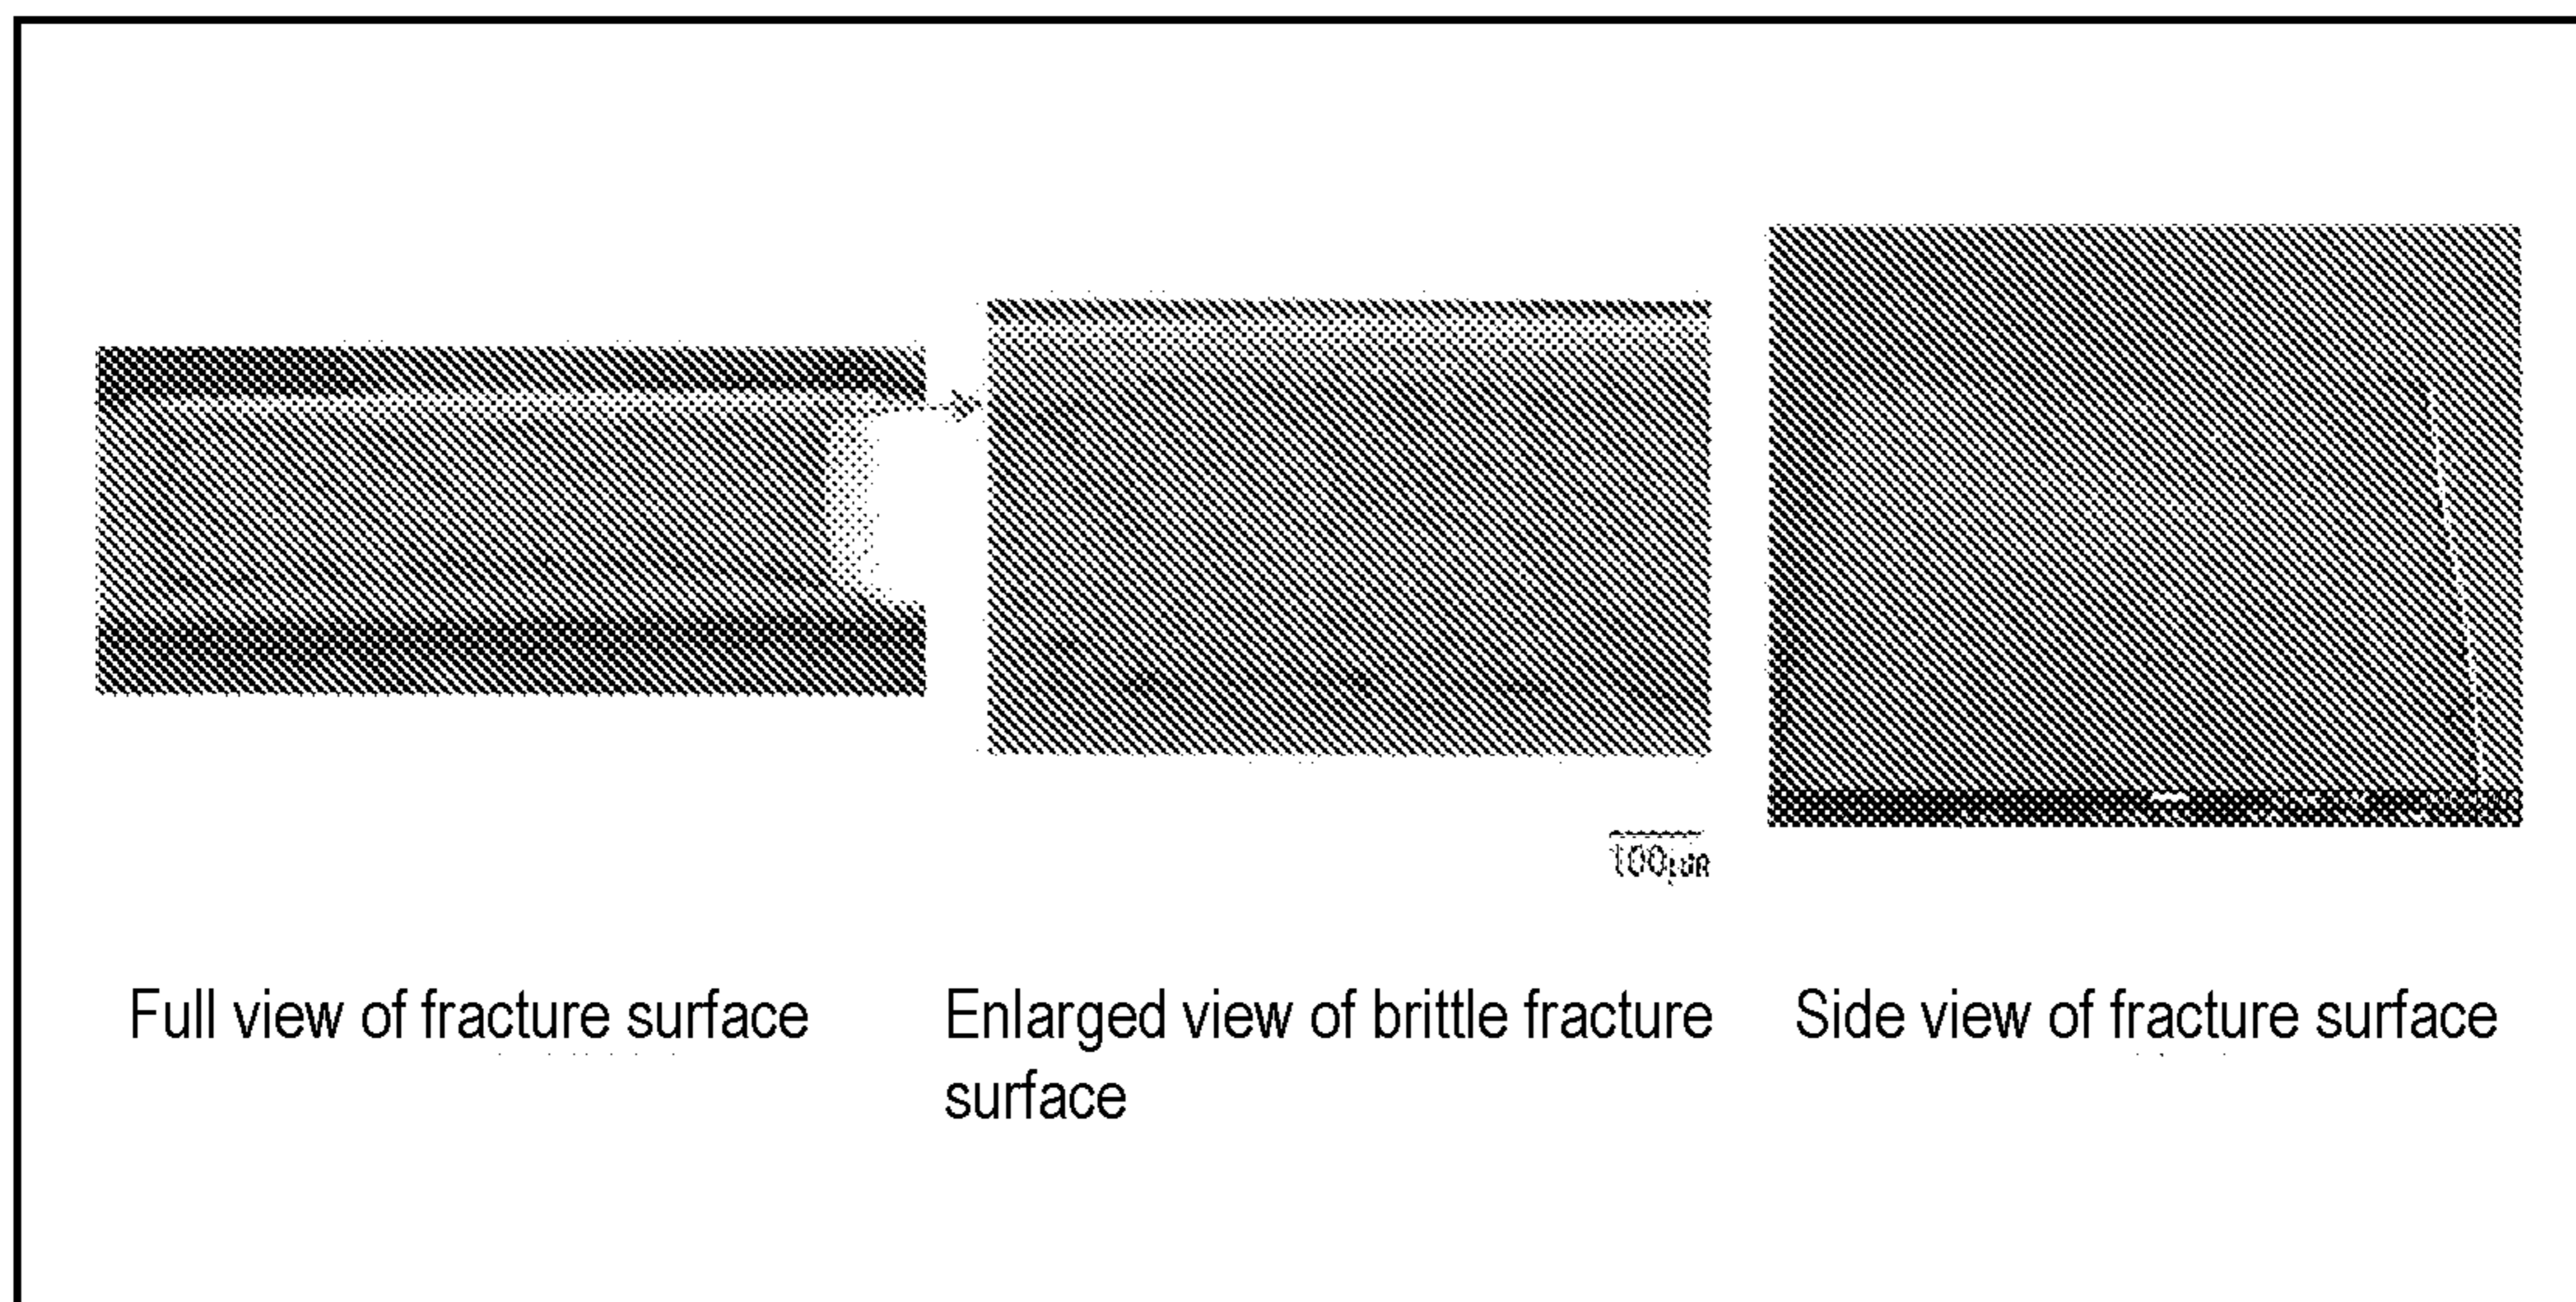 100μm
Full view of fracture surface
Enlarged view of brittle fracture
surface
Side view of fracture surface